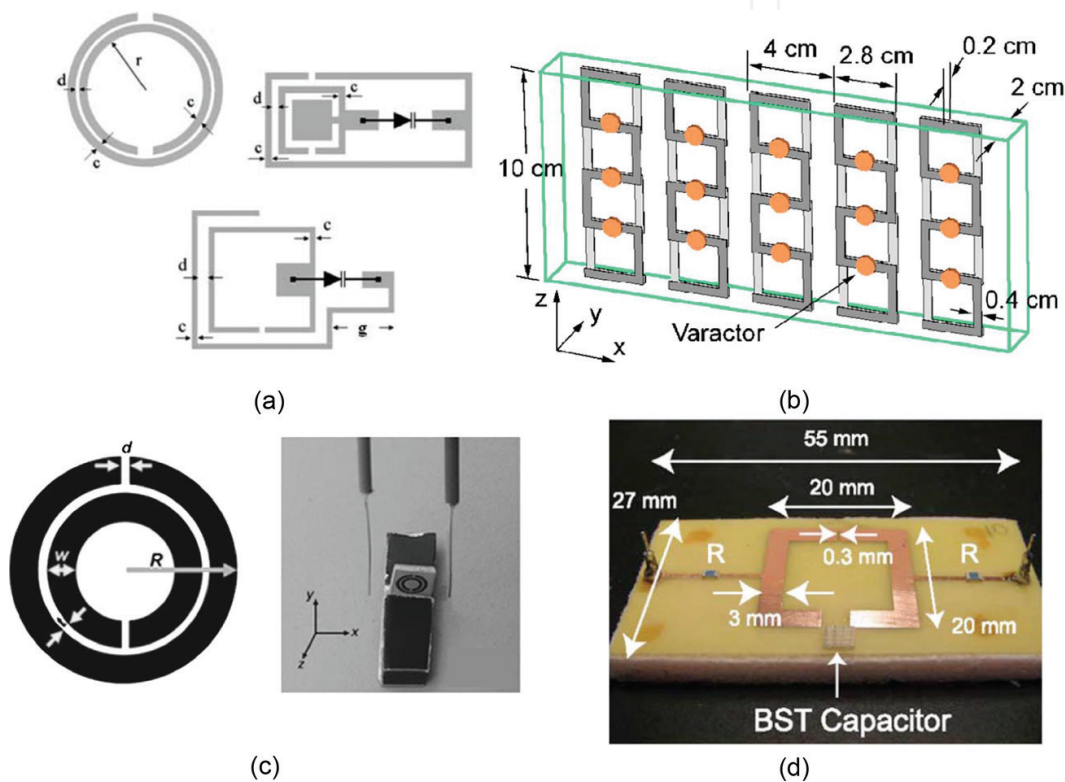 r
d
c
c
d
c
c
c
d
c
g
(a)
4 cm
2.8 cm
0.2 cm
2 cm
10 cm
0.4 cm
Varactor
z
y
x
(b)
d
w
R
y
x
z
(c)
55 mm
27 mm
20 mm
R
0.3 mm
R
3 mm
20 mm
BST Capacitor
(d)